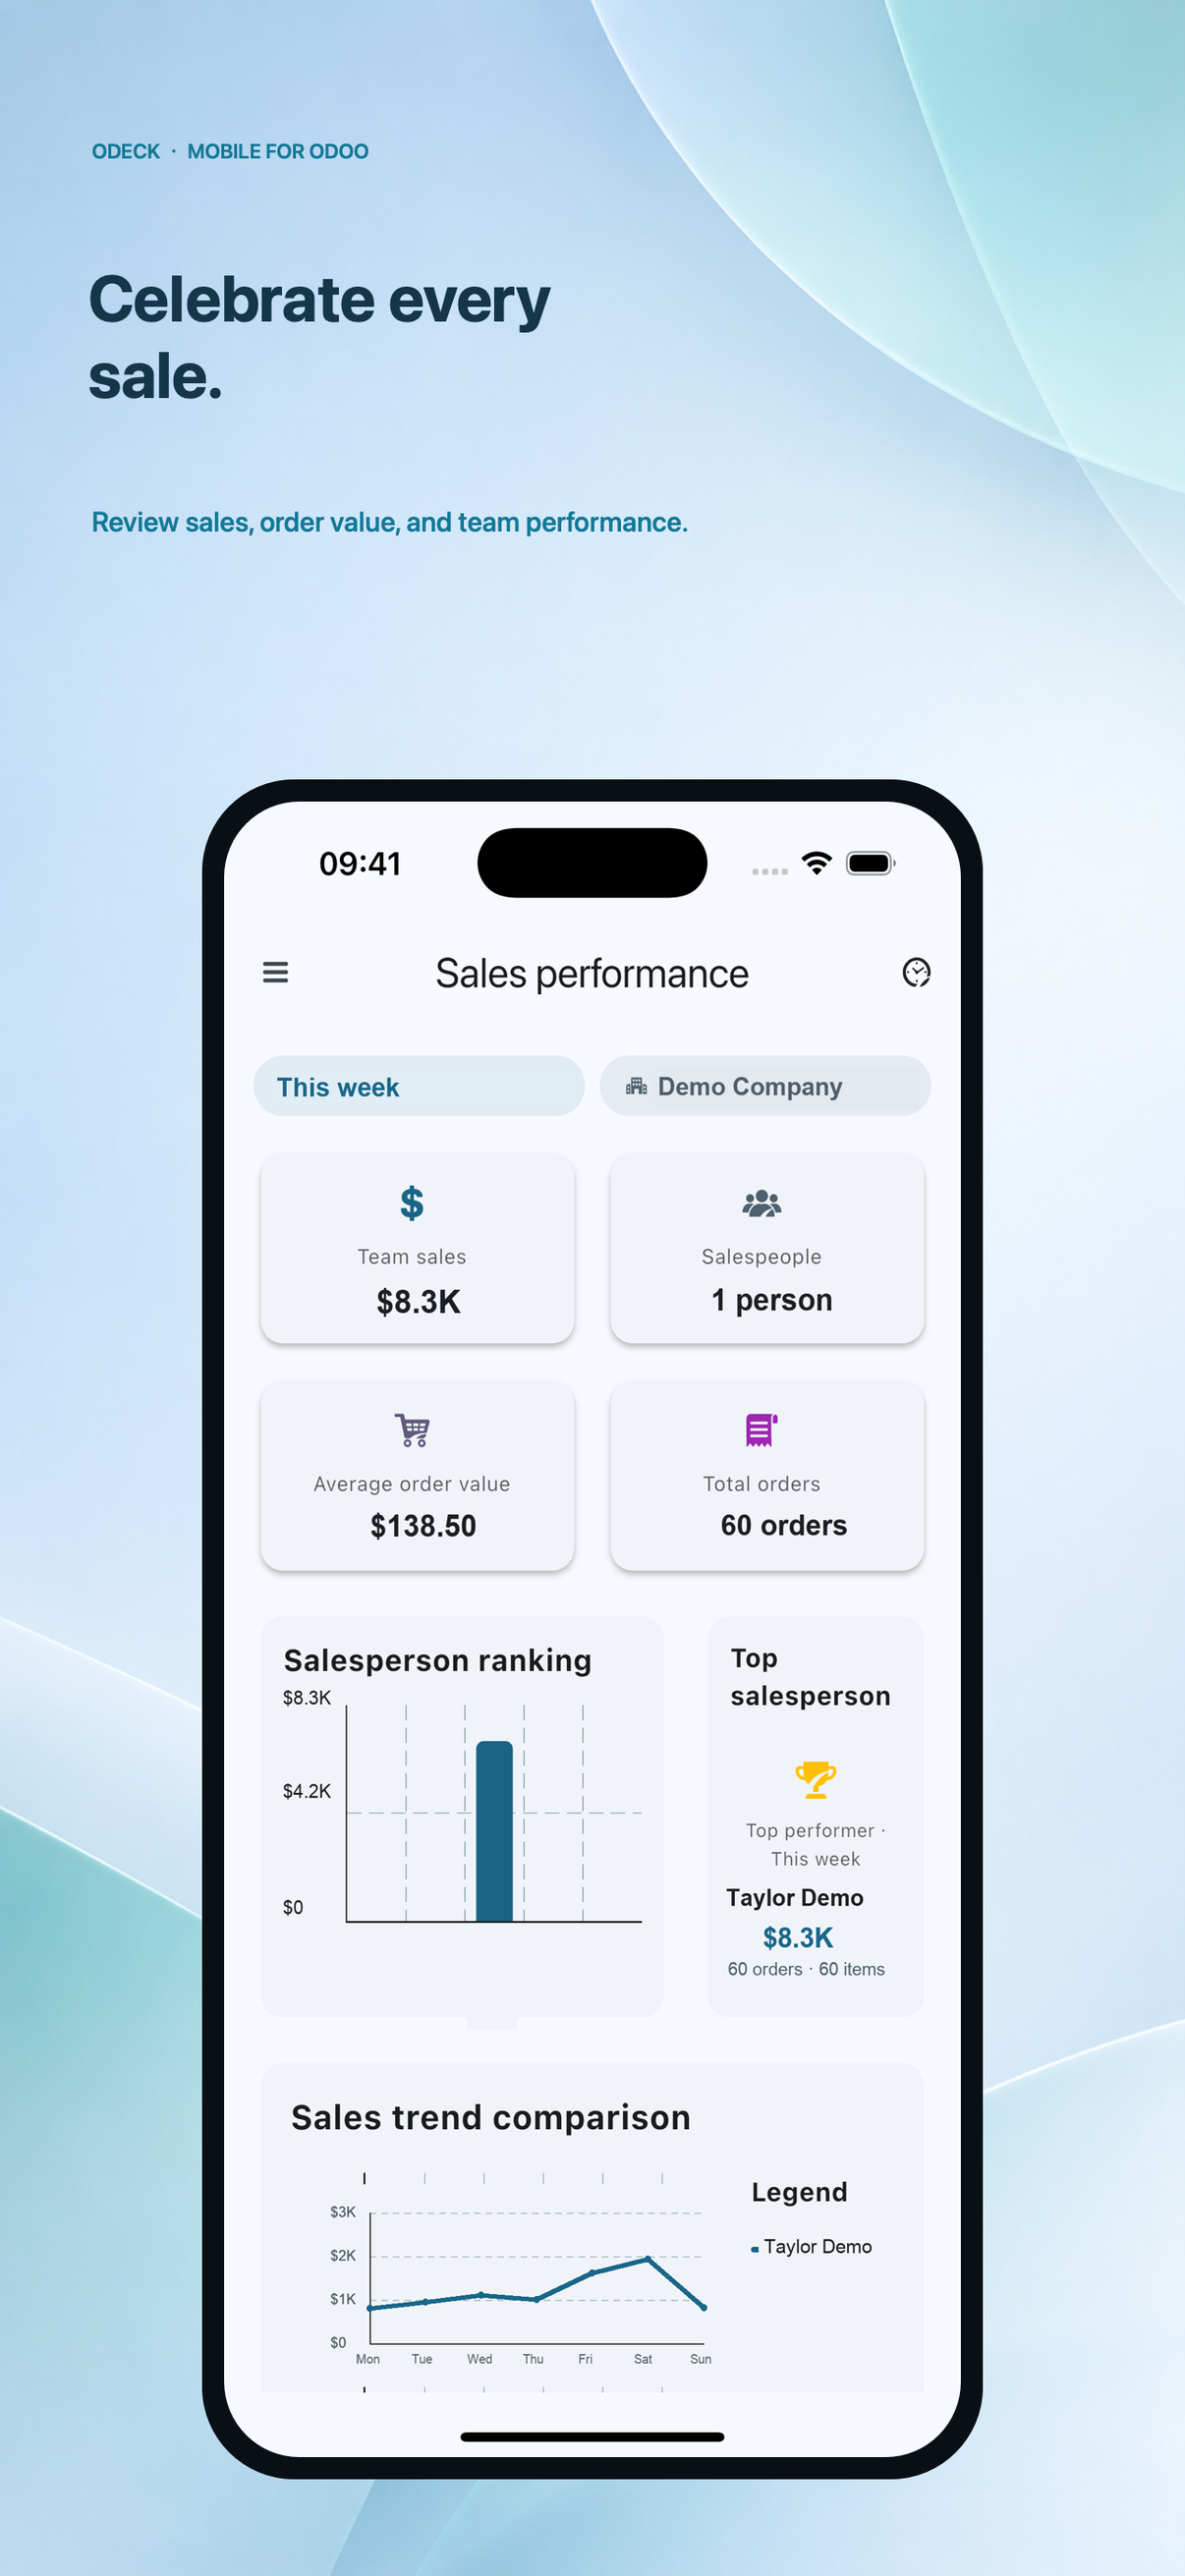 ODECK · MOBILE FOR ODOO
Celebrate every
sale.
Review sales, order value, and team performance.
09:41
Sales performance
This week
Demo Company
$
Team sales
$8.3K
Salespeople
1 person
Average order value
$138.50
Total orders
60 orders
Salesperson ranking
$8.3K
$4.2K
$0
Top
salesperson
Top performer ·
This week
Taylor Demo
$8.3K
60 orders · 60 items
Sales trend comparison
$3K
$2K
$1K
$0
Mon Tue Wed Thu Fri Sat Sun
Legend
Taylor Demo